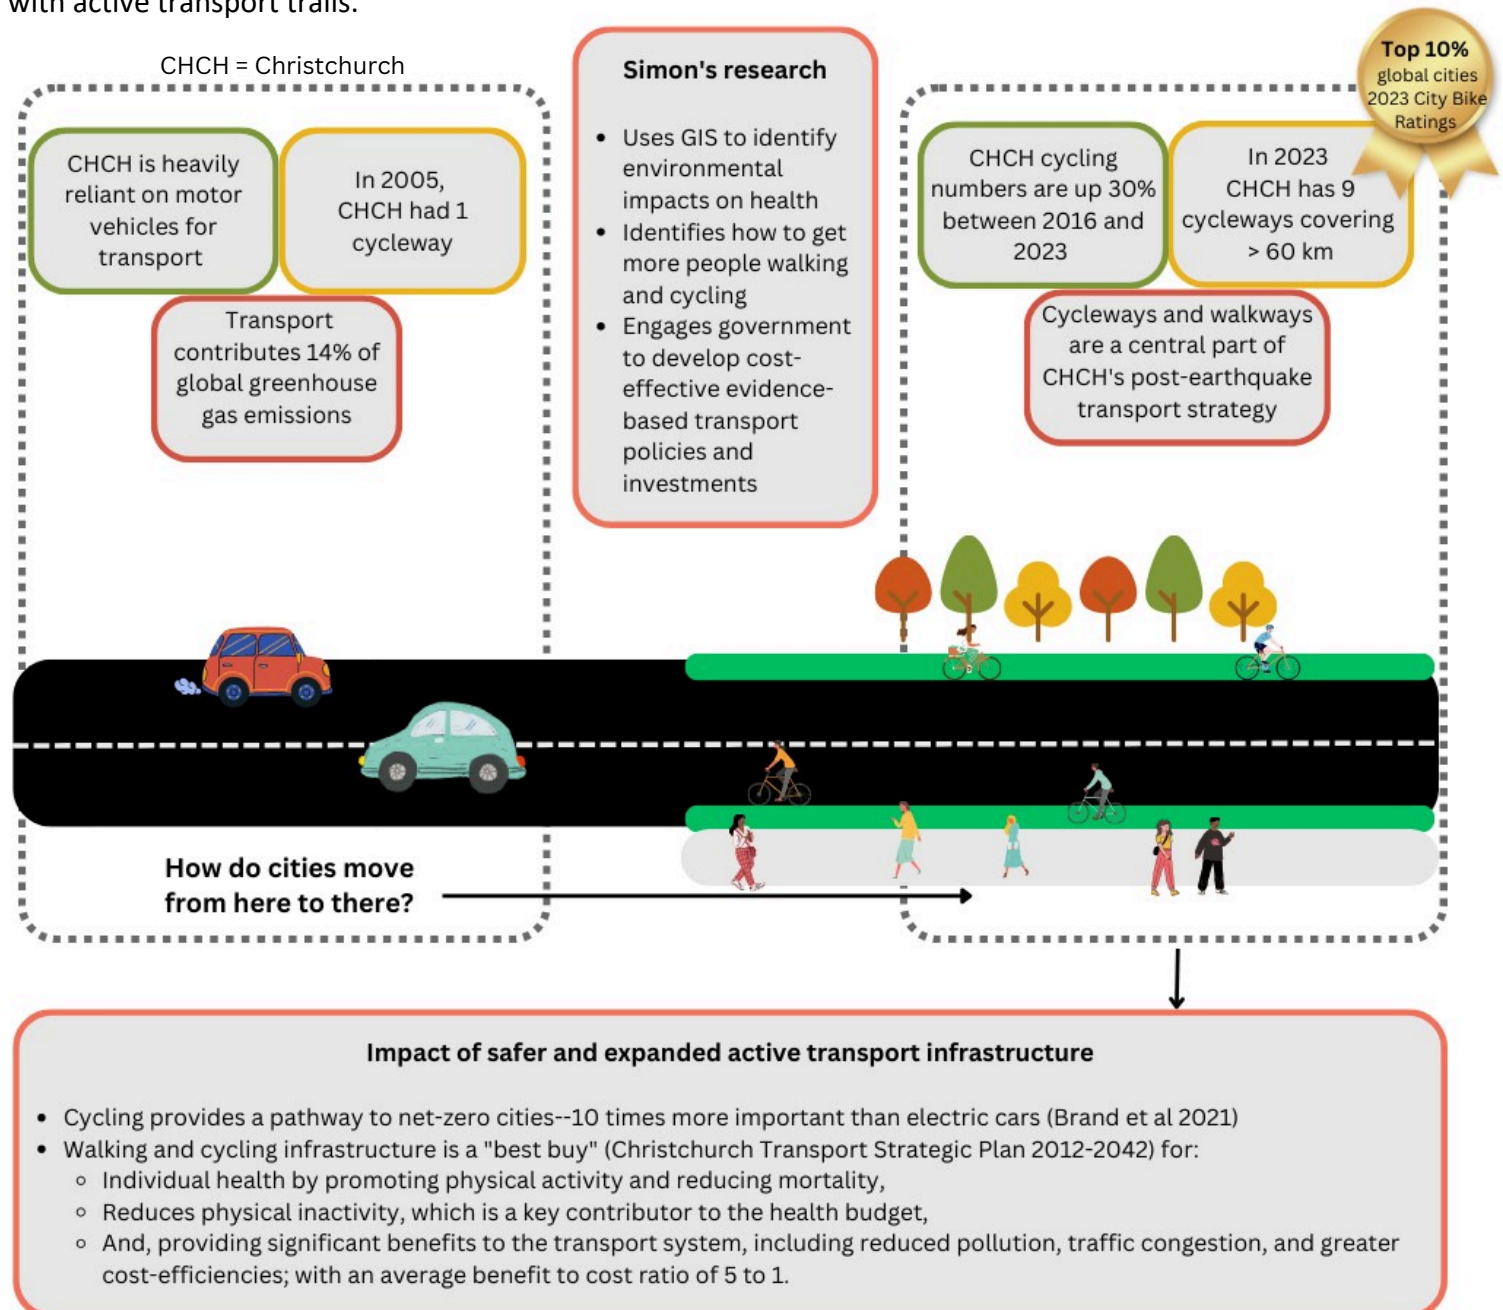 with active transport trails.
CHCH = Christchurch
CHCH is heavily
reliant on motor
vehicles for
transport
In 2005,
CHCH had 1
cycleway
Transport
contributes 14% of
global greenhouse
gas emissions
Simon's research
• Uses GIS to identify
environmental
impacts on health
• Identifies how to get
more people walking
and cycling
• Engages government
to develop cost-
effective evidence-
based transport
policies and
investments
Top 10%
global cities
2023 City Bike
Ratings
CHCH cycling
numbers are up 30%
between 2016 and
2023
In 2023
CHCH has 9
cycleways covering
> 60 km
Cycleways and walkways
are a central part of
CHCH's post-earthquake
transport strategy
How do cities move
from here to there?
Impact of safer and expanded active transport infrastructure
• Cycling provides a pathway to net-zero cities--10 times more important than electric cars (Brand et al 2021)
• Walking and cycling infrastructure is a "best buy" (Christchurch Transport Strategic Plan 2012-2042) for:
○ Individual health by promoting physical activity and reducing mortality,
○ Reduces physical inactivity, which is a key contributor to the health budget,
○ And, providing significant benefits to the transport system, including reduced pollution, traffic congestion, and greater
cost-efficiencies; with an average benefit to cost ratio of 5 to 1.